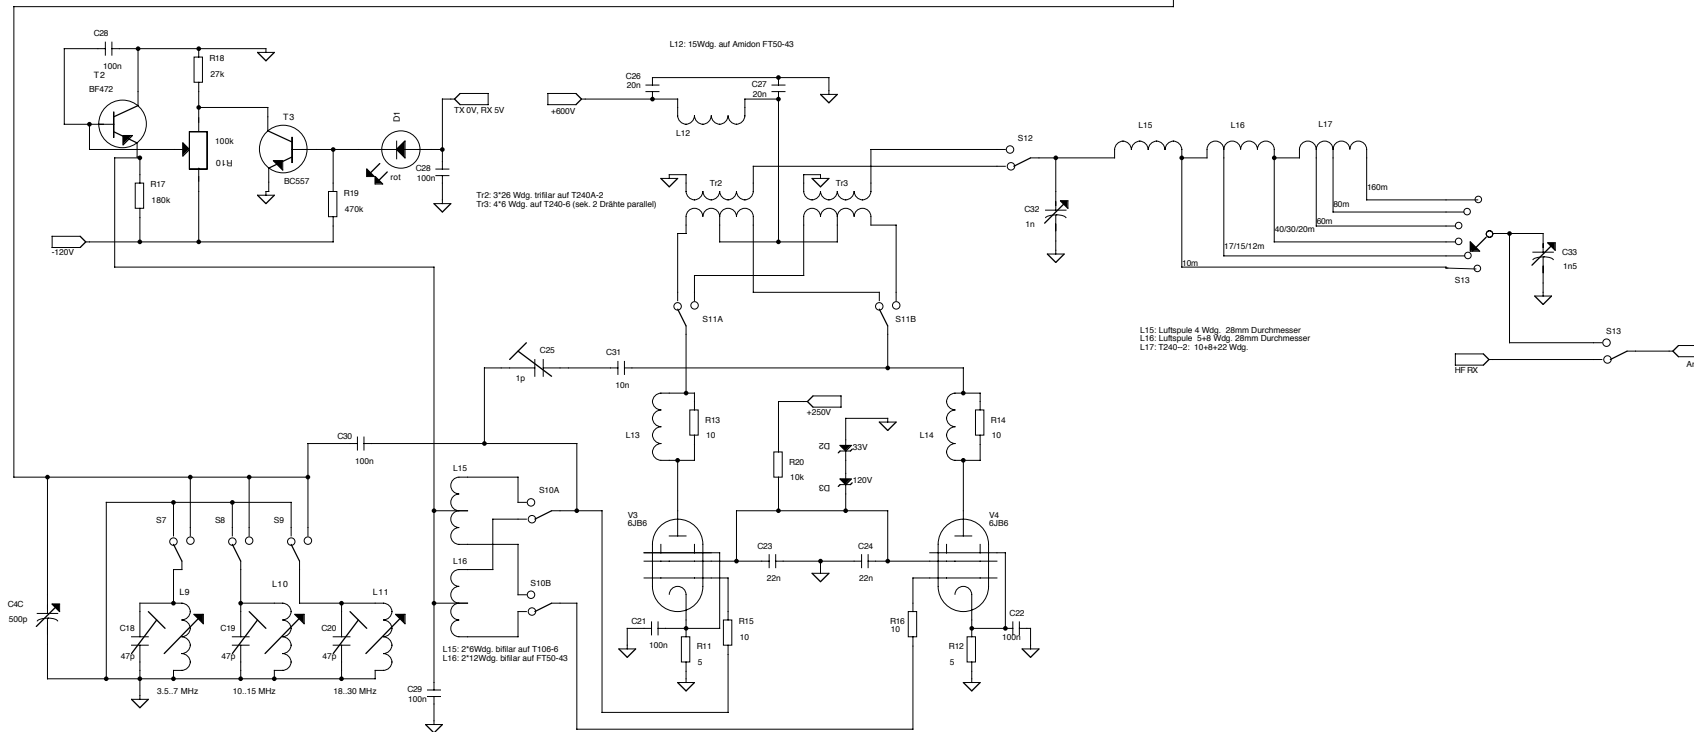 C28
100n
T2
BF472
R18
27k
100k
R10
R17
180k
-120V
T3
BC557
R19
470k
D1
rot
C28
100n
TX 0V, RX 5V
L12: 15Wdg. auf Amidon FT50-43
C26
20n
C27
20n
+600V
L12
Tr2
Tr3
Tr2: 3*26 Wdg. trifilar auf T240A-2
Tr3: 4*6 Wdg. auf T240-6 (sek. 2 Drähte parallel)
S12
C32
1n
L15
L16
L17
160m
80m
60m
40/30/20m
17/15/12m
10m
S13
C33
1n5
L15: Luftspule 4 Wdg. 28mm Durchmesser
L16: Luftspule 5+8 Wdg. 28mm Durchmesser
L17: T240--2: 10+8+22 Wdg.
HF RX
S13
An
S11A
S11B
C25
1p
C31
10n
L13
R13
10
+250V
D2
33V
D3
120V
R20
10k
L14
R14
10
C30
100n
L15
S10A
L16
S10B
L15: 2*6Wdg. bifilar auf T106-6
L16: 2*12Wdg. bifilar auf FT50-43
V3
6JB6
C23
22n
C24
22n
V4
6JB6
C21
100n
R11
5
R15
10
R16
10
R12
5
C22
100n
C29
100n
S7
S8
S9
C4C
500p
C18
47p
L9
C19
47p
L10
C20
47p
L11
3.5..7 MHz
10..15 MHz
18..30 MHz